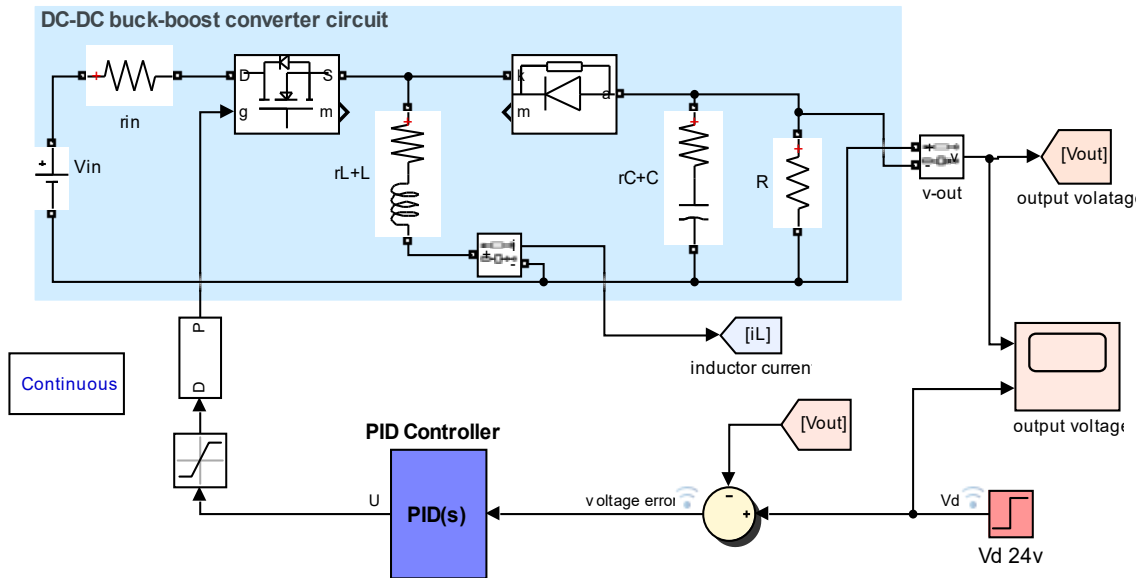 DC-DC buck-boost converter circuit
rin
D
S
g
m
k
a
m
Vin
+
rL+L
rC+C
R
+
-
v
v-out
[Vout]
output volatage
i
+
-
[iL]
inductor curren
P
D
Continuous
output voltage
PID Controller
PID(s)
U
voltage error
[Vout]
-
+
Vd
Vd 24v